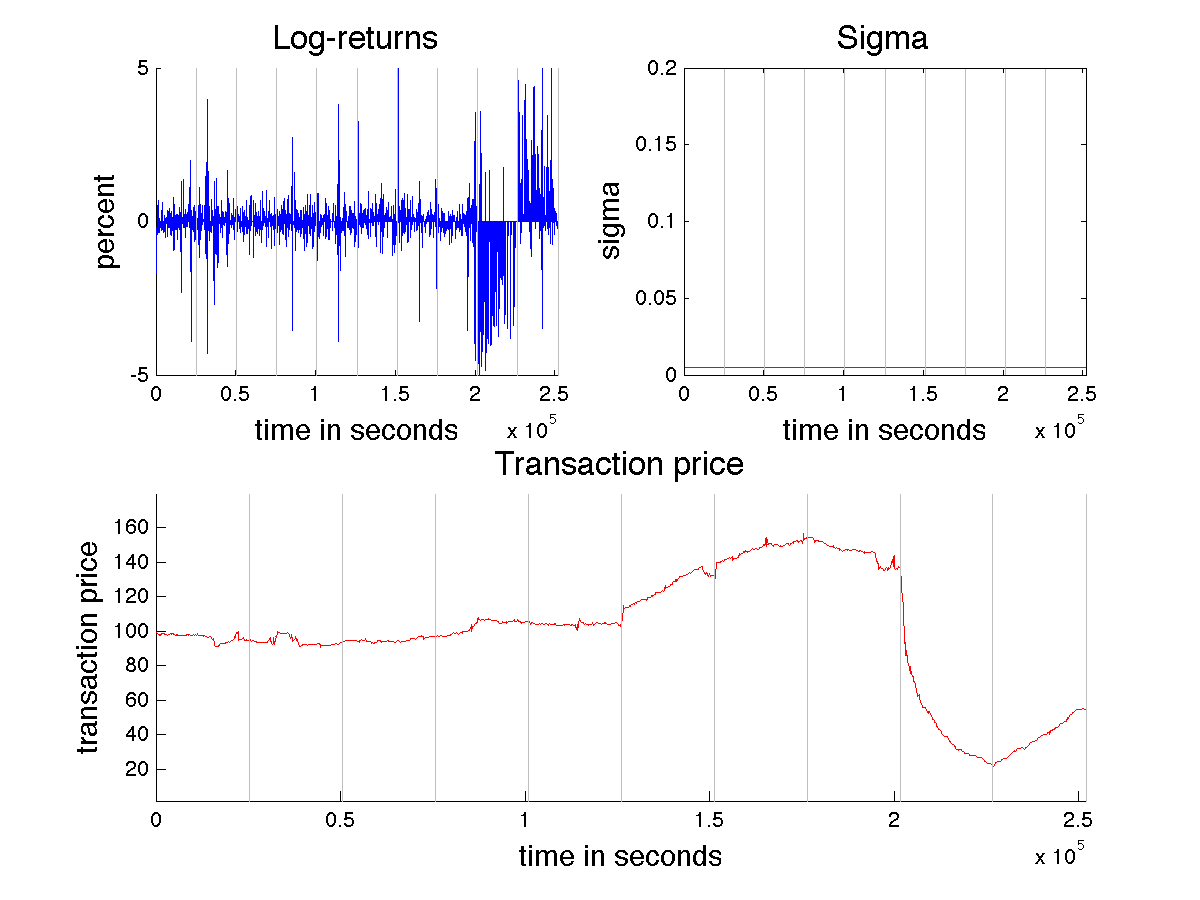 Log-returns
5
0
-5
percent
0 0.5 1 1.5 2 2.5
x 10^5
time in seconds
Sigma
0.2
0.15
0.1
0.05
0
sigma
0 0.5 1 1.5 2 2.5
x 10^5
time in seconds
Transaction price
160
140
120
100
80
60
40
20
transaction price
0 0.5 1 1.5 2 2.5
x 10^5
time in seconds